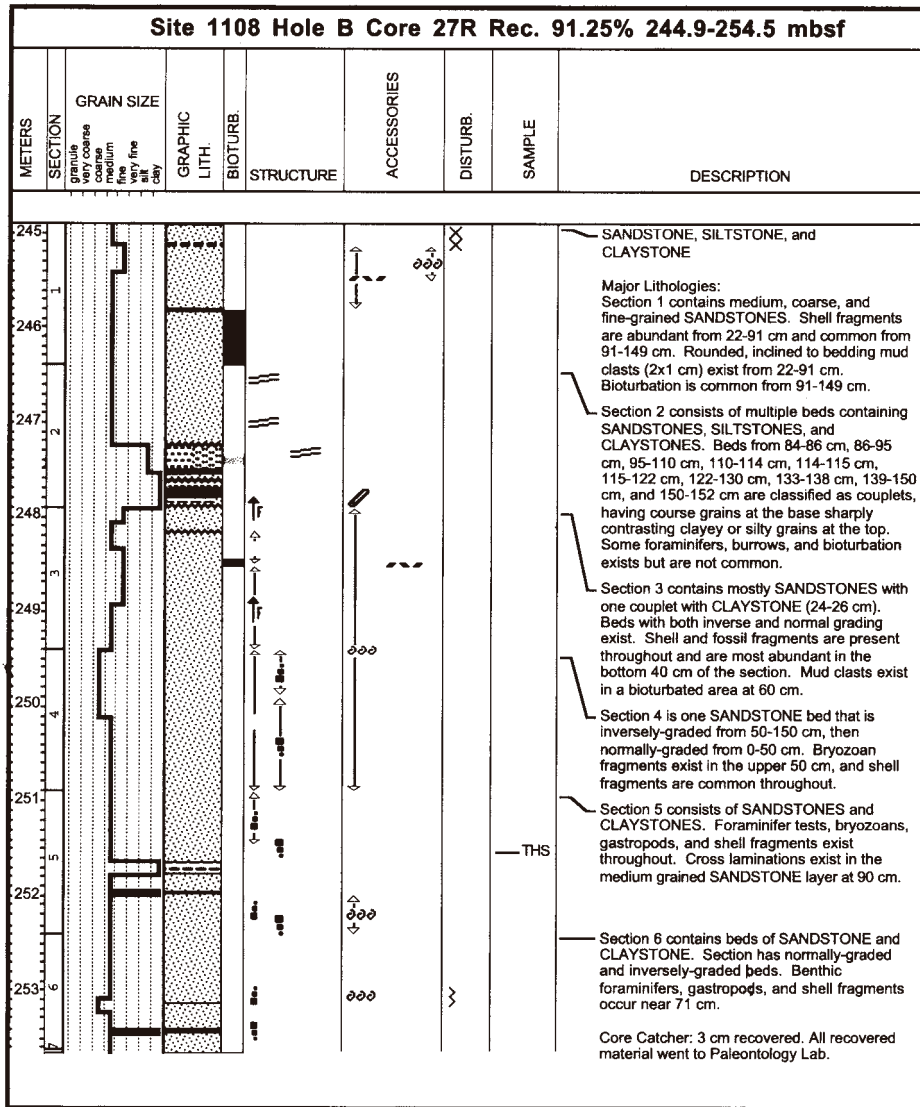 Site 1108 Hole B Core 27R Rec. 91.25% 244.9-254.5 mbsf
METERS
SECTION
GRAIN SIZE
granule
very coarse
coarse
medium
fine
very fine
silt
clay
GRAPHIC
LITH.
BIOTURB.
STRUCTURE
ACCESSORIES
DISTURB.
SAMPLE
DESCRIPTION
245
246
247
248
249
250
251
252
253
1
2
3
4
5
6
7
F
F
THS
SANDSTONE, SILTSTONE, and
CLAYSTONE
Major Lithologies:
Section 1 contains medium, coarse, and
fine-grained SANDSTONES. Shell fragments
are abundant from 22-91 cm and common from
91-149 cm. Rounded, inclined to bedding mud
clasts (2x1 cm) exist from 22-91 cm.
Bioturbation is common from 91-149 cm.
Section 2 consists of multiple beds containing
SANDSTONES, SILTSTONES, and
CLAYSTONES. Beds from 84-86 cm, 86-95
cm, 95-110 cm, 110-114 cm, 114-115 cm,
115-122 cm, 122-130 cm, 133-138 cm, 139-150
cm, and 150-152 cm are classified as couplets,
having course grains at the base sharply
contrasting clayey or silty grains at the top.
Some foraminifers, burrows, and bioturbation
exists but are not common.
Section 3 contains mostly SANDSTONES with
one couplet with CLAYSTONE (24-26 cm).
Beds with both inverse and normal grading
exist. Shell and fossil fragments are present
throughout and are most abundant in the
bottom 40 cm of the section. Mud clasts exist
in a bioturbated area at 60 cm.
Section 4 is one SANDSTONE bed that is
inversely-graded from 50-150 cm, then
normally-graded from 0-50 cm. Bryozoan
fragments exist in the upper 50 cm, and shell
fragments are common throughout.
Section 5 consists of SANDSTONES and
CLAYSTONES. Foraminifer tests, bryozoans,
gastropods, and shell fragments exist
throughout. Cross laminations exist in the
medium grained SANDSTONE layer at 90 cm.
Section 6 contains beds of SANDSTONE and
CLAYSTONE. Section has normally-graded
and inversely-graded beds. Benthic
foraminifers, gastropods, and shell fragments
occur near 71 cm.
Core Catcher: 3 cm recovered. All recovered
material went to Paleontology Lab.